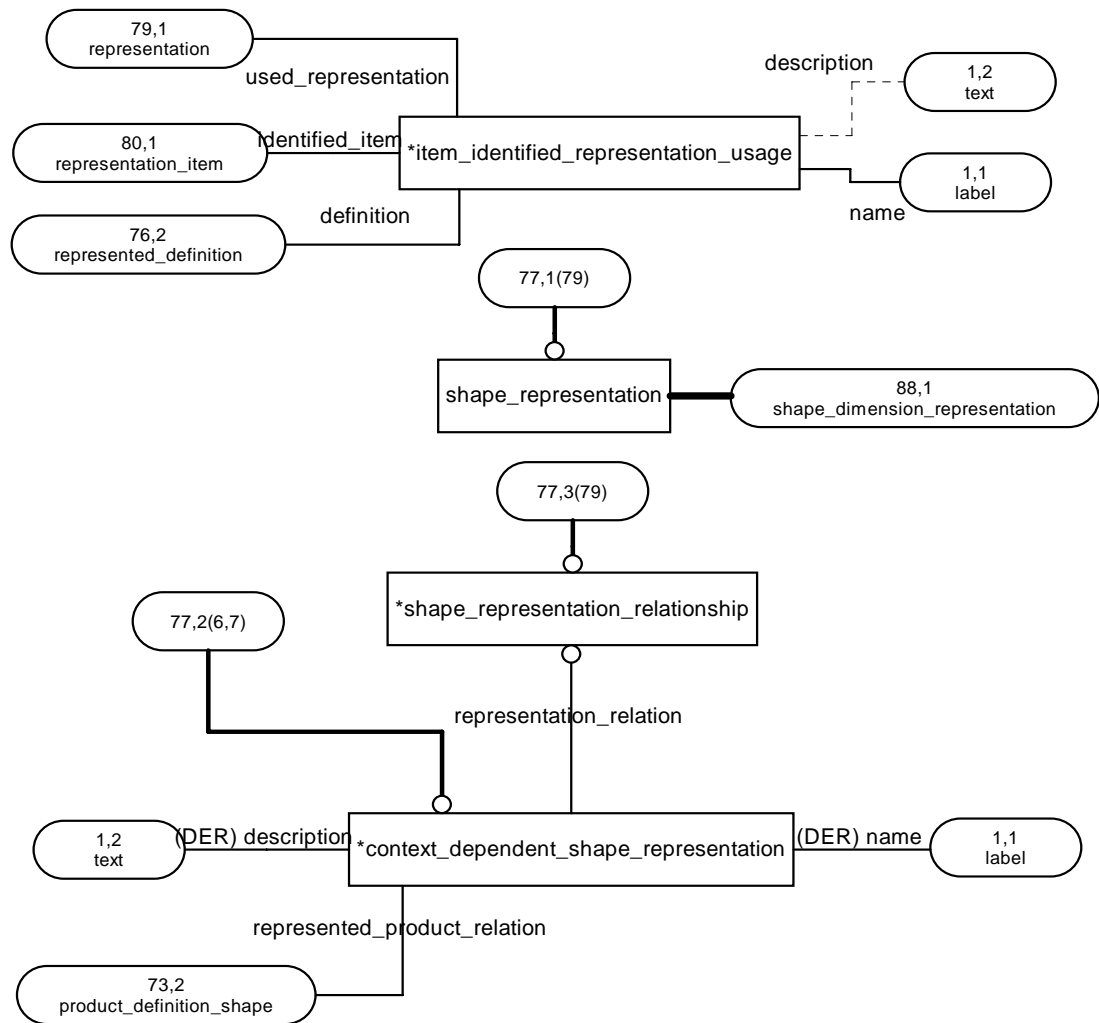 79,1
representation
used_representation
description
1,2
text
80,1
representation_item
identified_item
*item_identified_representation_usage
1,1
label
name
definition
76,2
represented_definition
77,1(79)
shape_representation
88,1
shape_dimension_representation
77,3(79)
*shape_representation_relationship
77,2(6,7)
representation_relation
1,2
text
(DER) description
*context_dependent_shape_representation
(DER) name
1,1
label
represented_product_relation
73,2
product_definition_shape